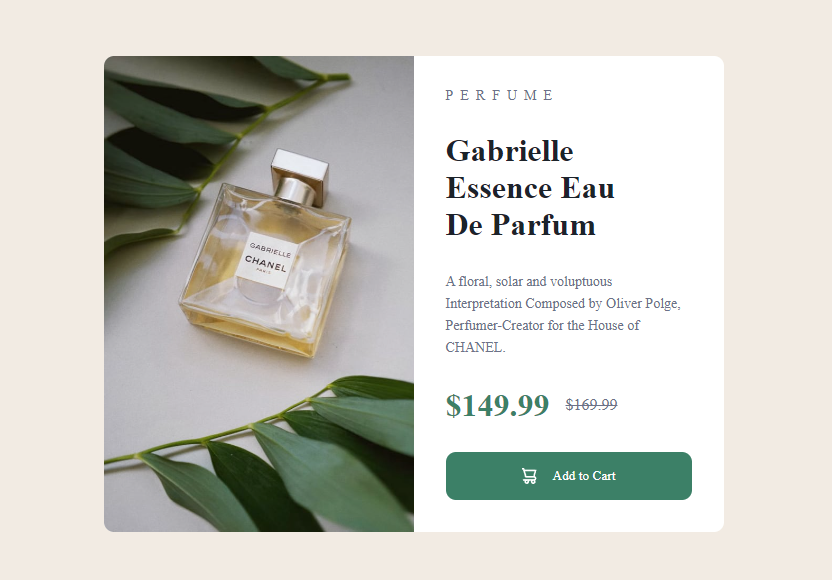 GABRIELLE
CHANEL
PARIS
PERFUME
Gabrielle
Essence Eau
De Parfum
A floral, solar and voluptuous
Interpretation Composed by Oliver Polge,
Perfumer-Creator for the House of
CHANEL.
$149.99 $169.99
Add to Cart